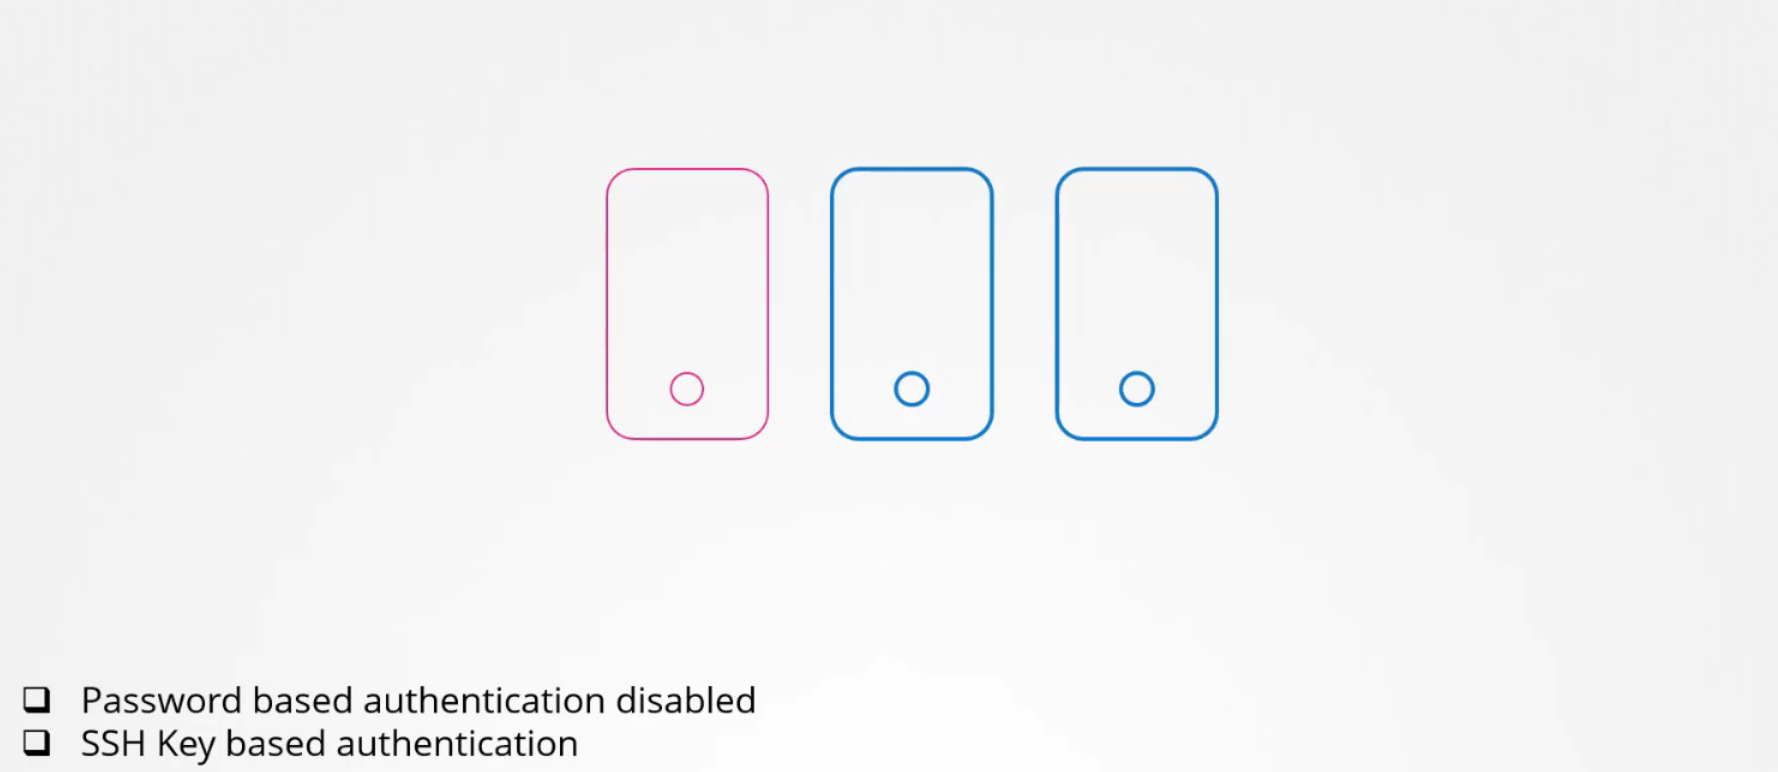 Password based authentication disabled
SSH Key based authentication